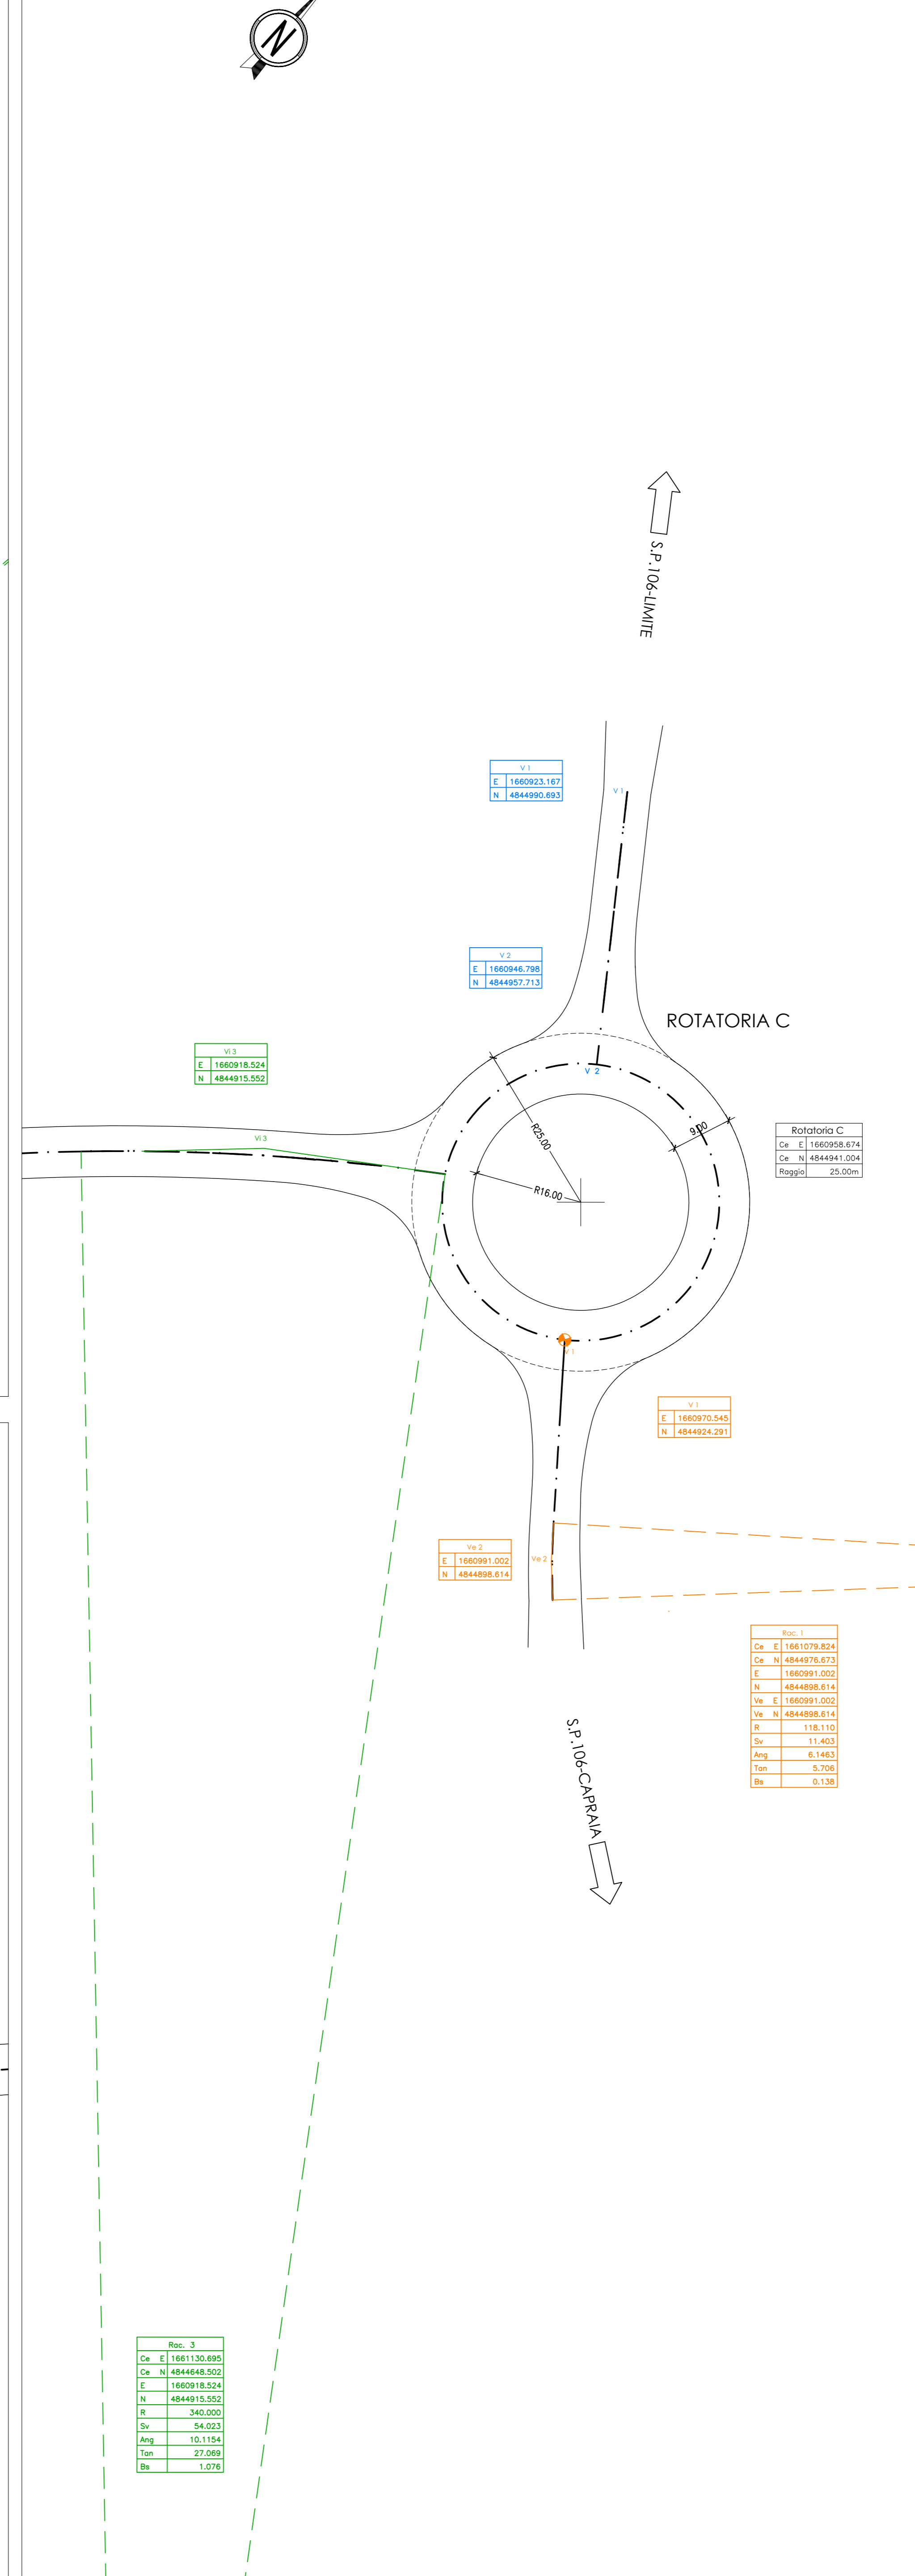 N
S.P.106-LIMITE
V 1
E 1660923.167
N 4844990.693
V 1
V 2
E 1660946.798
N 4844957.713
ROTATORIA C
Vi 3
E 1660918.524
N 4844915.552
V 2
Vi 3
R25.00
9.00
Rotatoria C
Ce E 1660958.674
Ce N 4844941.004
Raggio 25.00m
R16.00
V 1
V 1
E 1660970.545
N 4844924.291
Ve 2
E 1660991.002
N 4844898.614
Ve 2
Rac. 1
Ce E 1661079.824
Ce N 4844976.673
E 1660991.002
N 4844898.614
Ve E 1660991.002
Ve N 4844898.614
R 118.110
Sv 11.403
Ang 6.1463
Tan 5.706
Bs 0.138
S.P.106-CAPRAIA
Rac. 3
Ce E 1661130.695
Ce N 4844648.502
E 1660918.524
N 4844915.552
R 340.000
Sv 54.023
Ang 10.1154
Tan 27.069
Bs 1.076